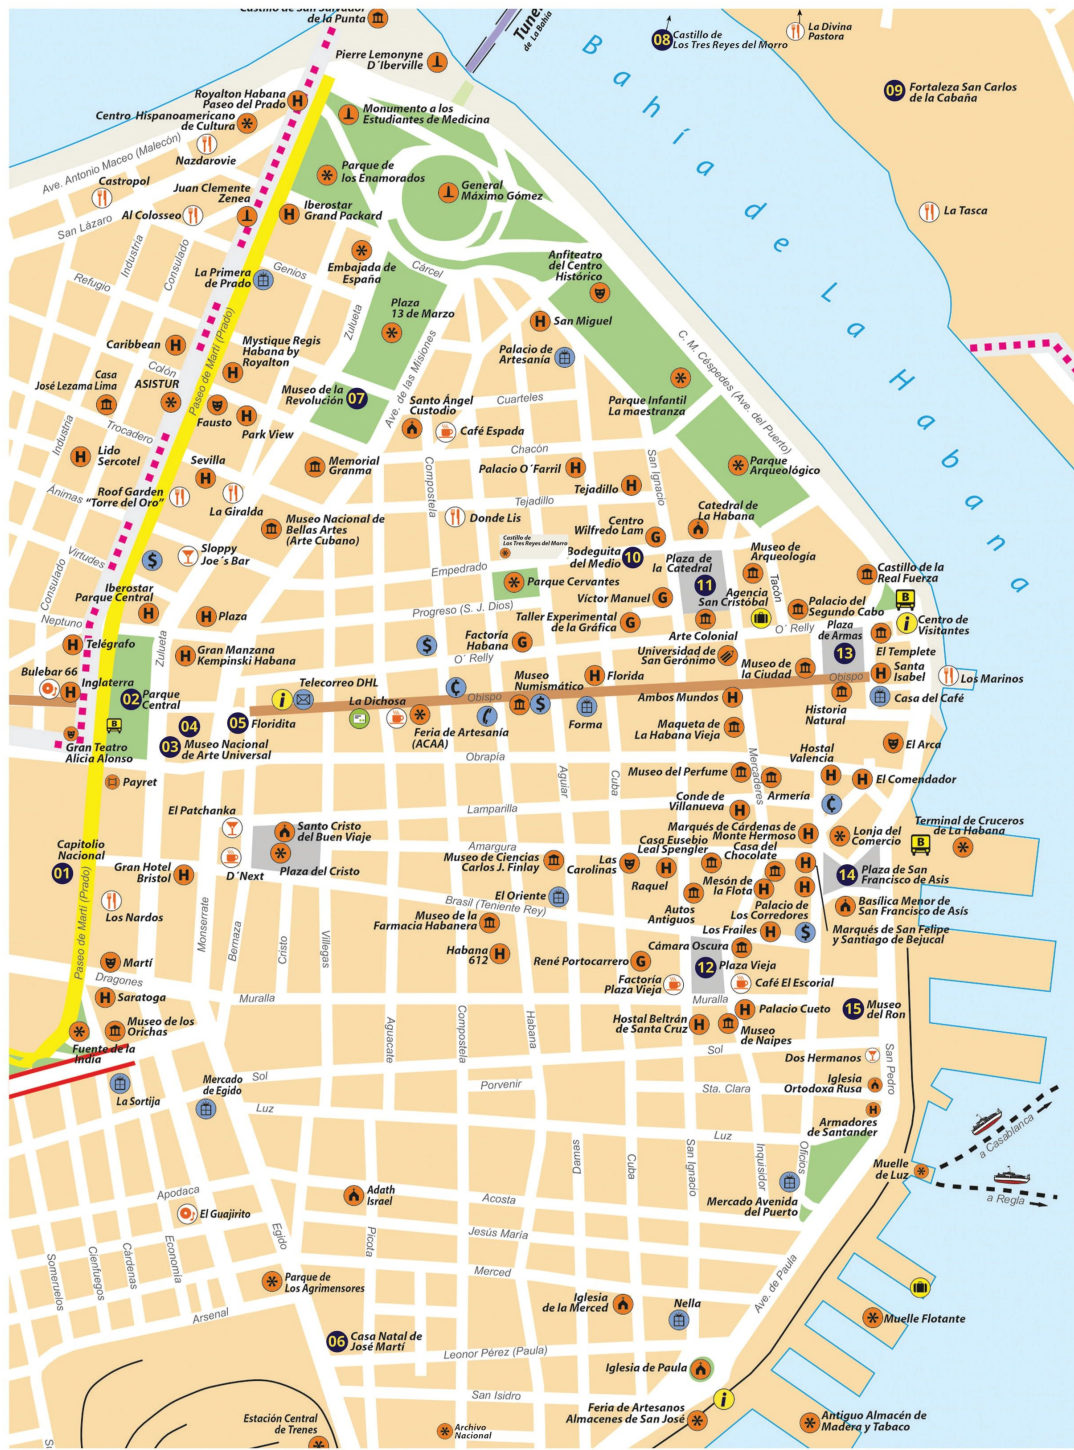 Castillo de San Salvador
de la Punta
Tunel
de La Bahía
08
Castillo de
Los Tres Reyes del Morro
La Divina
Pastora
Pierre Lemonyne
D´Iberville
09
Fortaleza San Carlos
de la Cabaña
Bahía de La Habana
Royalton Habana
Paseo del Prado
Centro Hispanoamericano
de Cultura
Monumento a los
Estudiantes de Medicina
Nazdarovie
Ave. Antonio Maceo (Malecón)
Castropol
Parque de
los Enamorados
Juan Clemente
Zenea
General
Máximo Gómez
Al Colosseo
Iberostar
Grand Packard
La Tasca
San Lázaro
Industria
Consulado
Refugio
La Primera
de Prado
Genios
Embajada de
España
Cárcel
Anfiteatro
del Centro
Histórico
Zulueta
Plaza
13 de Marzo
San Miguel
Caribbean
Paseo de Martí (Prado)
Mystique Regis
Habana by
Royalton
Ave. de las Misiones
Palacio de
Artesanía
C. M. Céspedes (Ave. del Puerto)
Colón
Casa
José Lezama Lima
ASISTUR
Museo de la
Revolución
07
Santo Ángel
Custodio
Cuarteles
Parque Infantil
La maestranza
Fausto
Park View
Café Espada
Industria
Trocadero
Lido
Sercotel
Sevilla
Memorial
Granma
Chacón
Compostela
Palacio O´Farril
San Ignacio
Parque
Arqueológico
Ánimas
Roof Garden
“Torre del Oro”
La Giralda
Tejadillo
Tejadillo
Catedral de
La Habana
Museo Nacional de
Bellas Artes
(Arte Cubano)
Donde Lis
Centro
Wilfredo Lam
Castillo de
Los Tres Reyes del Morro
Virtudes
Sloppy
Joe´s Bar
Bodeguita
del Medio
10
Plaza de
la Catedral
11
Museo de
Arqueología
Castillo de la
Real Fuerza
Consulado
Empedrado
Iberostar
Parque Central
Parque Cervantes
Tacón
Víctor Manuel
Agencia
San Cristóbal
Palacio del
Segundo Cabo
Neptuno
Plaza
Progreso (S. J. Dios)
Taller Experimental
de la Gráfica
O´ Relly
Plaza
de Armas
13
Centro de
Visitantes
Telégrafo
Zulueta
Gran Manzana
Kempinski Habana
Factoría
Habana
O´ Relly
Arte Colonial
Universidad de
San Gerónimo
El Templete
Bulebar 66
Inglaterra
Telecorreo DHL
Museo
Numismático
Florida
Museo de
la Ciudad
Obispo
Santa
Isabel
Los Marinos
02
Parque
Central
La Dichosa
Obispo
Ambos Mundos
Casa del Café
05
Floridita
04
Forma
Historia
Natural
Gran Teatro
Alicia Alonso
03
Museo Nacional
de Arte Universal
Feria de Artesanía
(ACAA)
Maqueta de
La Habana Vieja
El Arca
Obrapía
Hostal
Valencia
Payret
Aguiar
Cuba
Museo del Perfume
Mercaderes
Armería
El Comendador
El Patchanka
Lamparilla
Conde de
Villanueva
Capitolio
Nacional
01
Santo Cristo
del Buen Viaje
Marqués de Cárdenas de
Monte Hermoso
Lonja del
Comercio
Terminal de Cruceros
de La Habana
Amargura
Casa Eusebio
Leal Spengler
Casa del
Chocolate
Gran Hotel
Bristol
D´Next
Plaza del Cristo
Museo de Ciencias
Carlos J. Finlay
Las
Carolinas
Raquel
Mesón de
la Flota
14
Plaza de San
Francisco de Asis
Los Nardos
El Oriente
Brasil (Teniente Rey)
Autos
Antiguos
Palacio de
Los Corredores
Basílica Menor de
San Francisco de Asís
Paseo de Martí (Prado)
Monserrate
Bernaza
Cristo
Villegas
Museo de la
Farmacia Habanera
Los Frailes
Marqués de San Felipe
y Santiago de Bejucal
Martí
Habana
612
René Portocarrero
Cámara Oscura
12
Plaza Vieja
Dragones
Factoría
Plaza Vieja
Café El Escorial
Saratoga
Muralla
Muralla
Palacio Cueto
15
Museo
del Ron
Aguacate
Compostela
Habana
Museo de los
Orichas
Hostal Beltrán
de Santa Cruz
Museo
de Naipes
Fuente de la
India
Sol
Dos Hermanos
San Pedro
Sol
Porvenir
Sta. Clara
Iglesia
Ortodoxa Rusa
La Sortija
Mercado
de Egido
Luz
Armadores
de Santander
a Casablanca
Luz
Damas
Cuba
San Ignacio
Inquisidor
Oficios
Muelle
de Luz
a Regla
Apodaca
Adath
Israel
Acosta
Mercado Avenida
del Puerto
El Guajirito
Someruelos
Cienfuegos
Cárdenas
Economía
Egido
Picota
Jesús María
Merced
Ave. de Paula
Parque de
Los Agrimensores
Arsenal
Iglesia
de la Merced
Nella
Muelle Flotante
06
Casa Natal de
José Martí
Leonor Pérez (Paula)
Iglesia de Paula
San Isidro
Feria de Artesanos
Almacenes de San José
Antiguo Almacén de
Madera y Tabaco
Estación Central
de Trenes
Archivo
Nacional